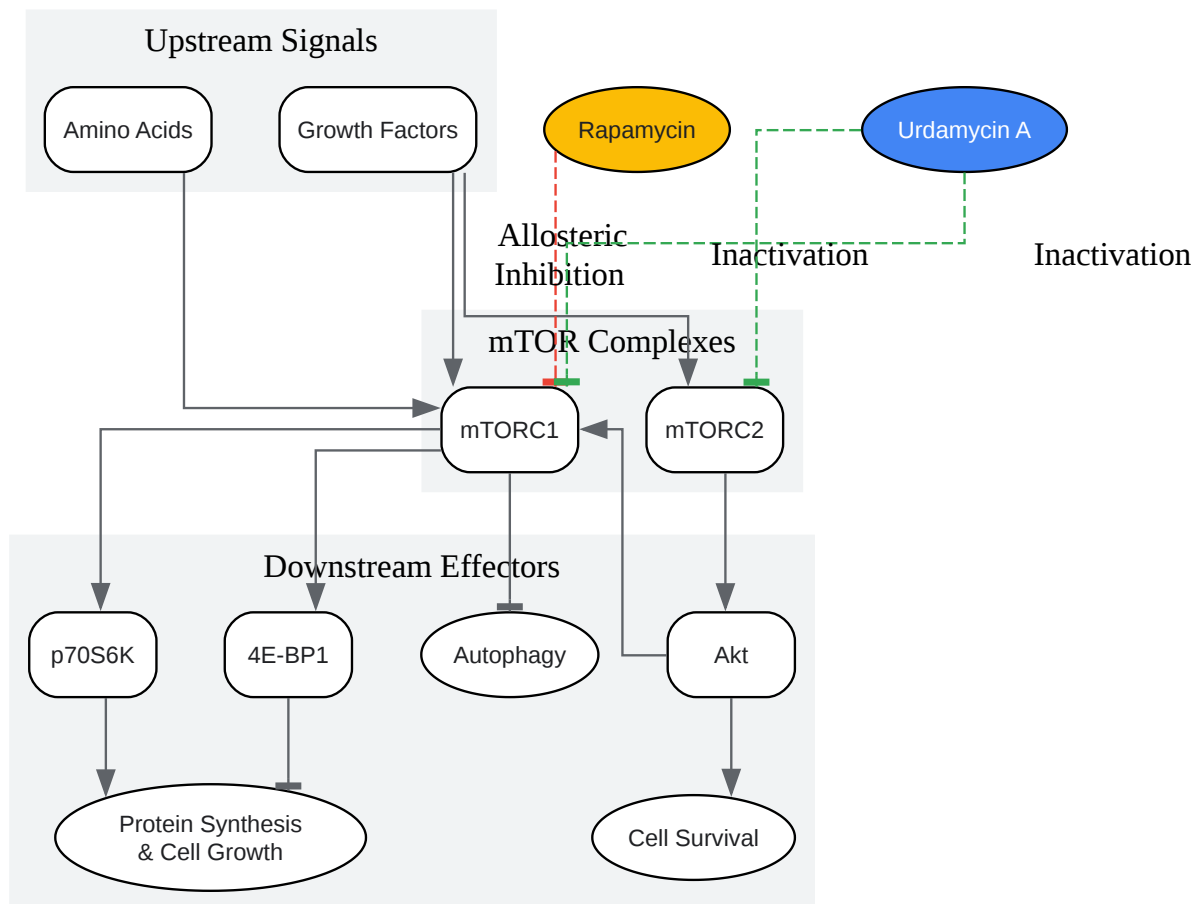 Upstream Signals
Amino Acids
Growth Factors
Rapamycin
Urdamycin A
Allosteric
Inhibition
Inactivation
Inactivation
mTOR Complexes
mTORC1
mTORC2
Downstream Effectors
p70S6K
4E-BP1
Autophagy
Akt
Protein Synthesis
& Cell Growth
Cell Survival